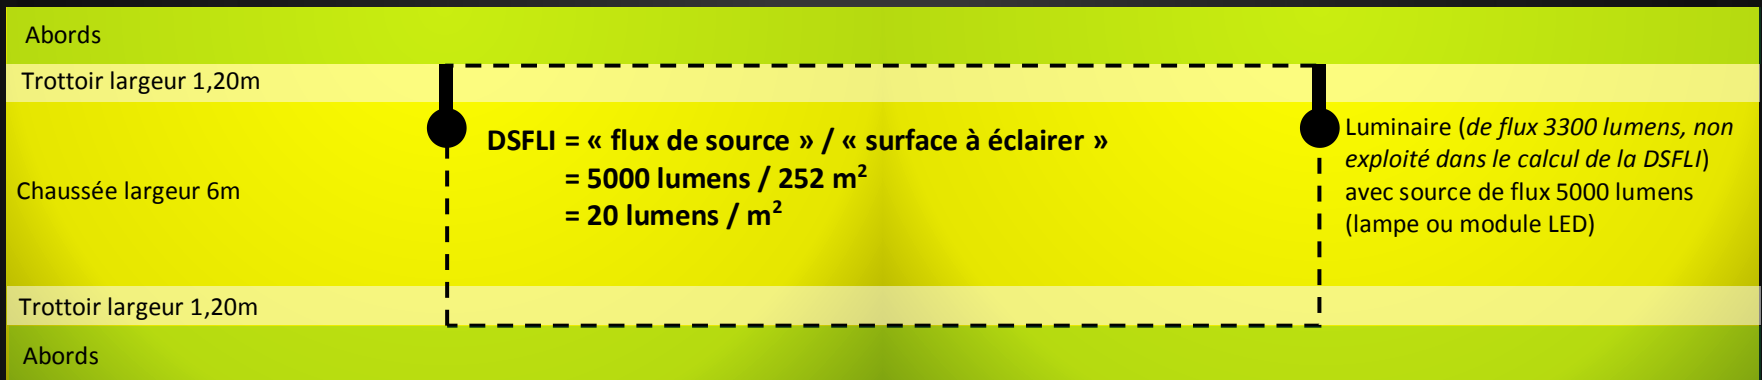 Abords
Trottoir largeur 1,20m
DSFLI = « flux de source » / « surface à éclairer »
= 5000 lumens / 252 m²
= 20 lumens / m²
Luminaire (de flux 3300 lumens, non
exploité dans le calcul de la DSFLI)
avec source de flux 5000 lumens
(lampe ou module LED)
Chaussée largeur 6m
Trottoir largeur 1,20m
Abords